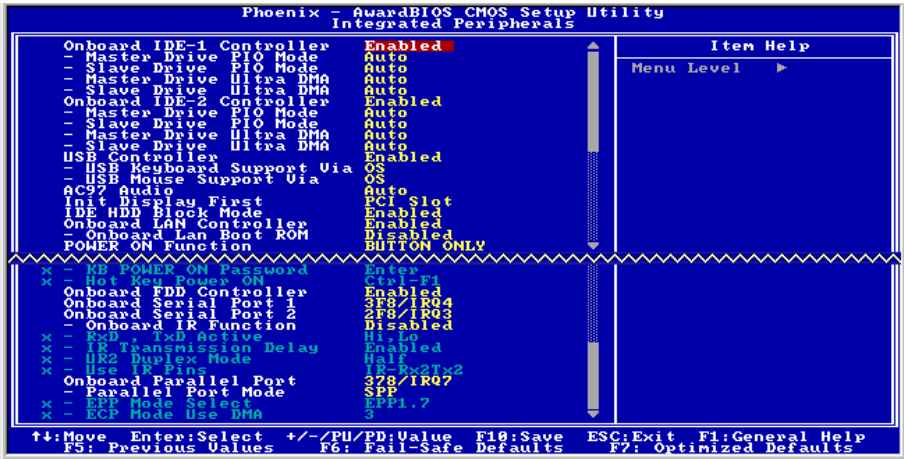 Phoenix - AwardBIOS CMOS Setup Utility
Integrated Peripherals
Onboard IDE-1 Controller Enabled
- Master Drive PIO Mode Auto
- Slave Drive PIO Mode Auto
- Master Drive Ultra DMA Auto
- Slave Drive Ultra DMA Auto
Onboard IDE-2 Controller Enabled
- Master Drive PIO Mode Auto
- Slave Drive PIO Mode Auto
- Master Drive Ultra DMA Auto
- Slave Drive Ultra DMA Auto
USB Controller Enabled
- USB Keyboard Support Via OS
- USB Mouse Support Via OS
AC97 Audio Auto
Init Display First PCI Slot
IDE HDD Block Mode Enabled
Onboard LAN Controller Enabled
- Onboard Lan Boot ROM Disabled
POWER ON Function BUTTON ONLY
x - KB POWER ON Password Enter
x - Hot Key Power ON Ctrl-F1
Onboard FDD Controller Enabled
Onboard Serial Port 1 3F8/IRQ4
Onboard Serial Port 2 2F8/IRQ3
- Onboard IR Function Disabled
x - RxD , TxD Active Hi,Lo
x - IR Transmission Delay Enabled
x - UR2 Duplex Mode Half
x - Use IR Pins IR-Rx2Tx2
Onboard Parallel Port 378/IRQ7
- Parallel Port Mode SPP
x - EPP Mode Select EPP1.7
x - ECP Mode Use DMA 3
Item Help
Menu Level ▶
↑↓:Move Enter:Select +/-/PU/PD:Value F10:Save ESC:Exit F1:General Help
F5: Previous Values F6: Fail-Safe Defaults F7: Optimized Defaults